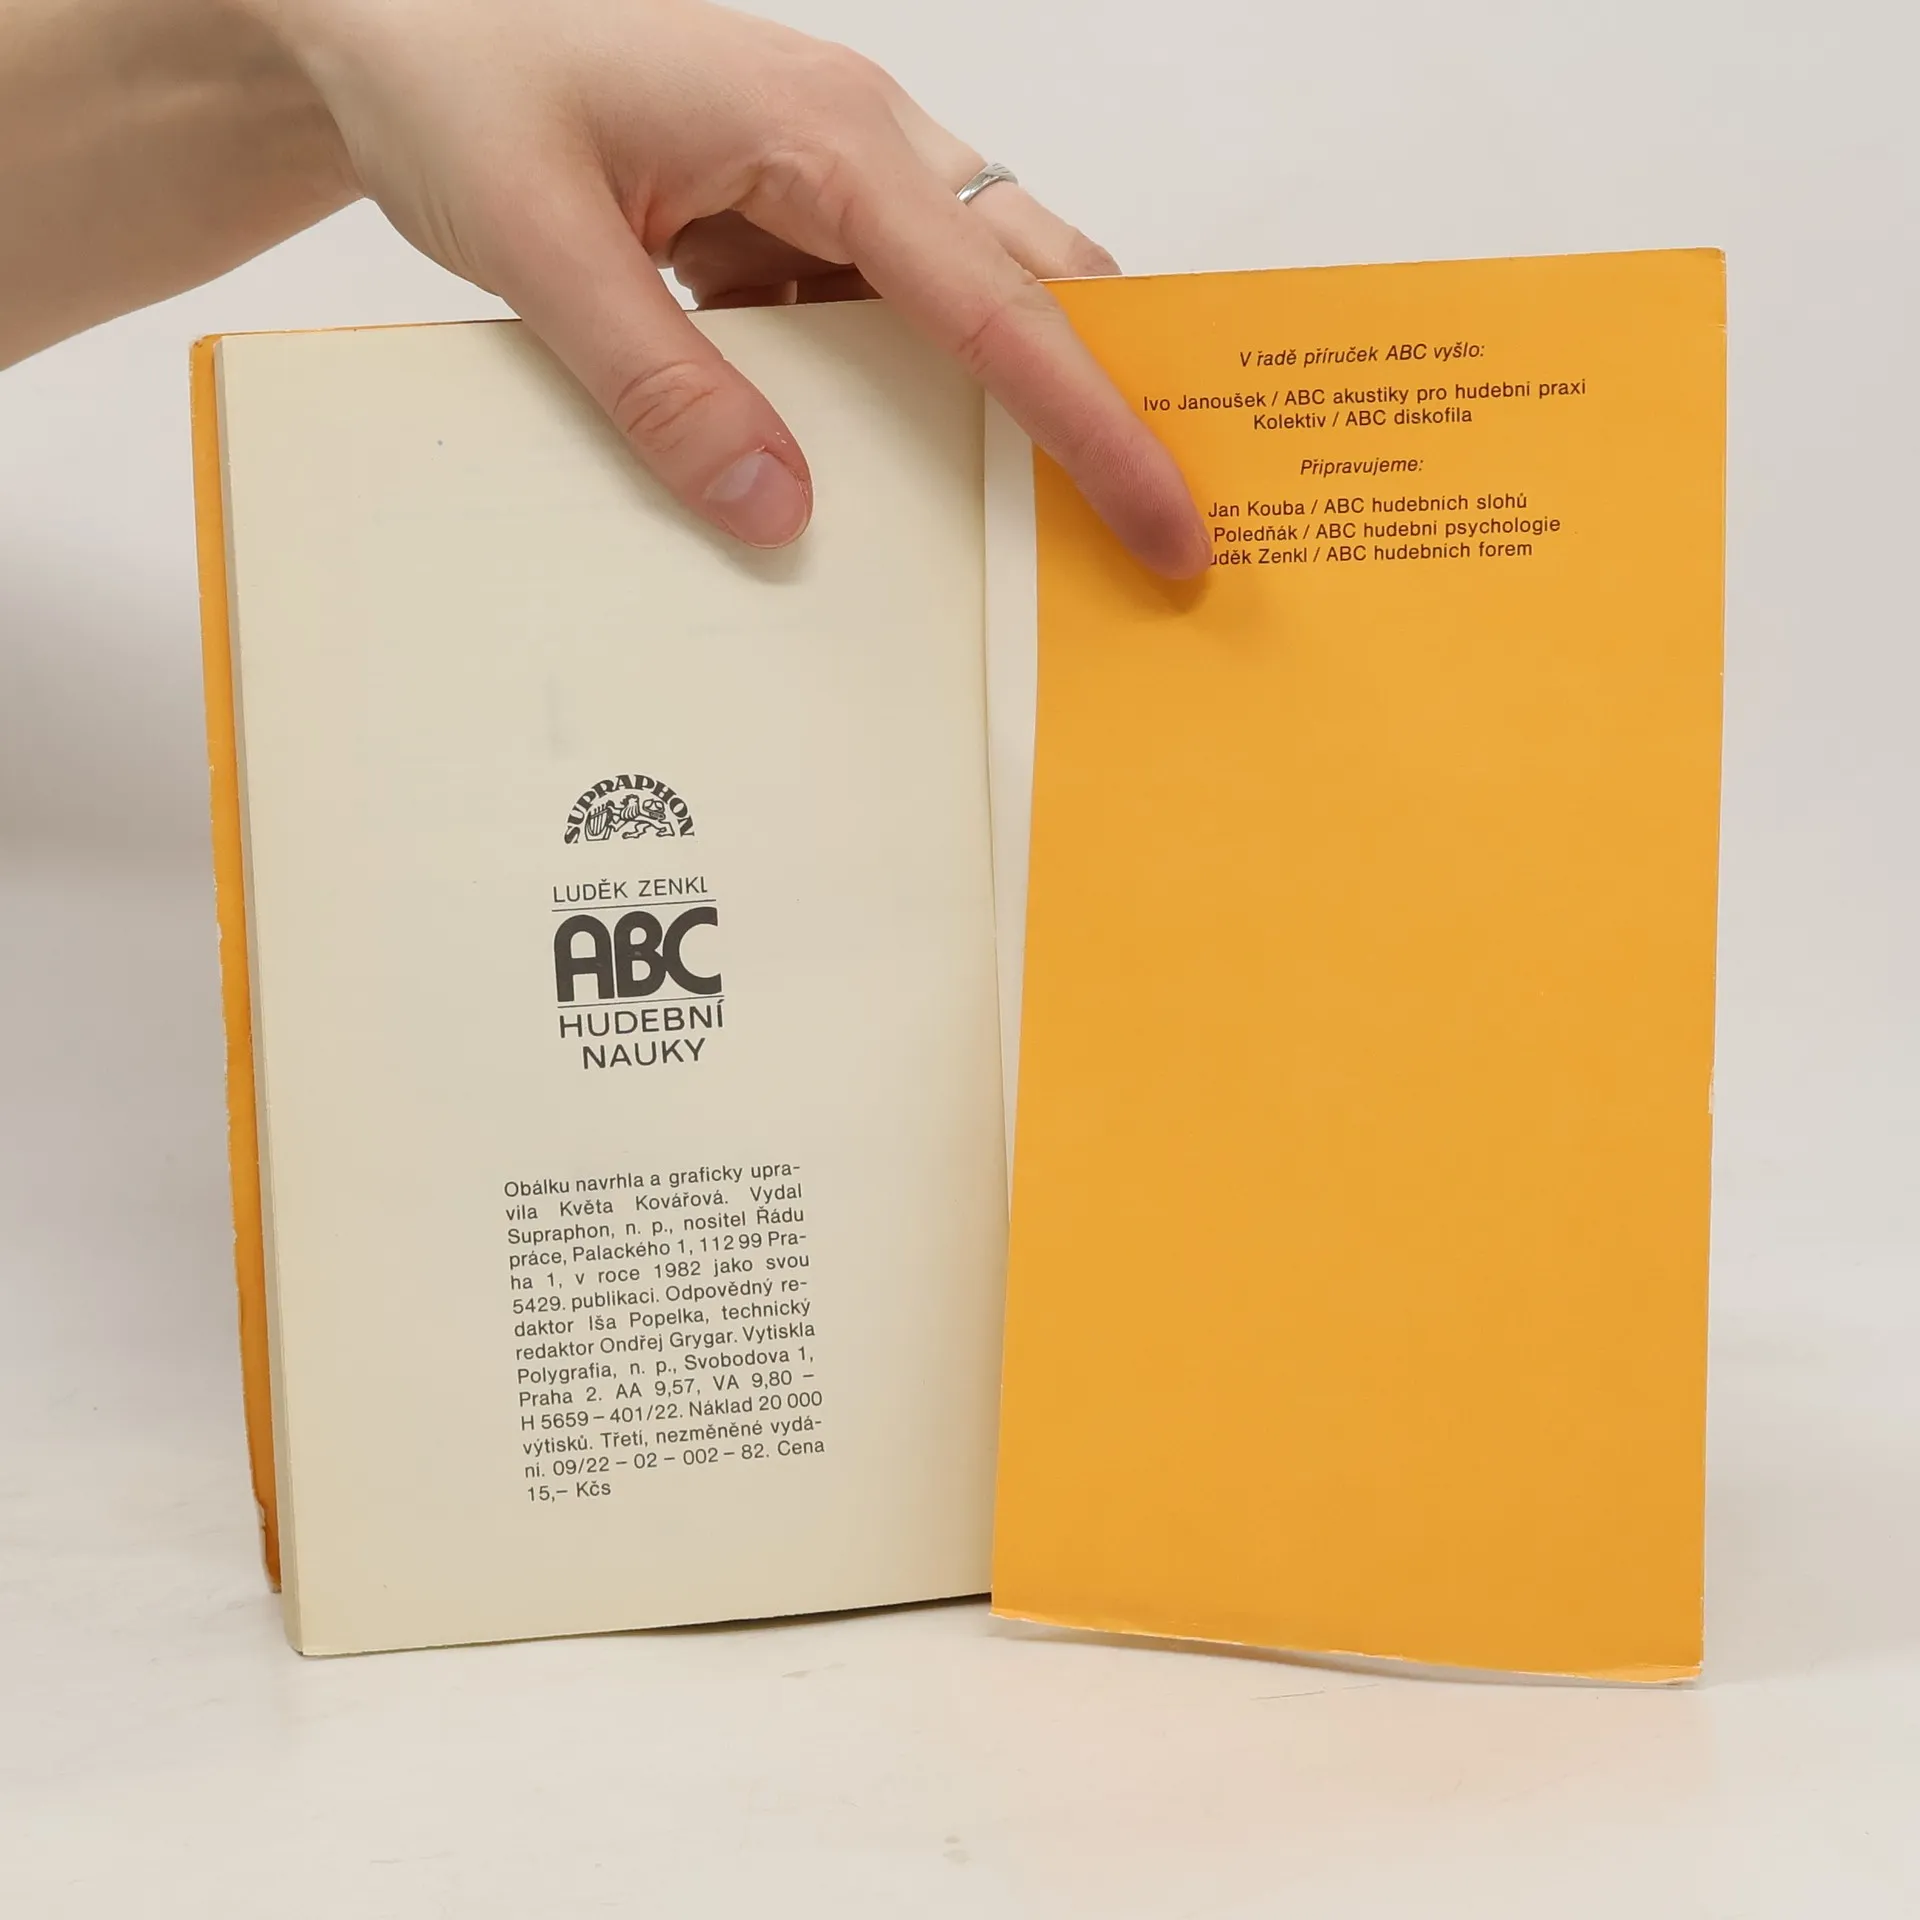 SUPRAPHON
LUDĚK ZENKL
ABC
HUDEBNÍ
NAUKY
Obálku navrhla a graficky upra-
vila Květa Kovářová. Vydal
Supraphon, n. p., nositel Řádu
práce, Palackého 1, 112 99 Pra-
ha 1, v roce 1982 jako svou
5429. publikaci. Odpovědný re-
daktor Iša Popelka, technický
redaktor Ondřej Grygar. Vytiskla
Polygrafia, n. p., Svobodova 1,
Praha 2. AA 9,57, VA 9,80 –
H 5659 – 401/22. Náklad 20 000
výtisků. Třetí, nezměněné vydá-
ní. 09/22 – 02 – 002 – 82. Cena
15,– Kčs
V řadě příruček ABC vyšlo:
Ivo Janoušek / ABC akustiky pro hudební praxi
Kolektiv / ABC diskofila
Připravujeme:
Jan Kouba / ABC hudebních slohů
Poledňák / ABC hudební psychologie
Zenkl / ABC hudebních forem